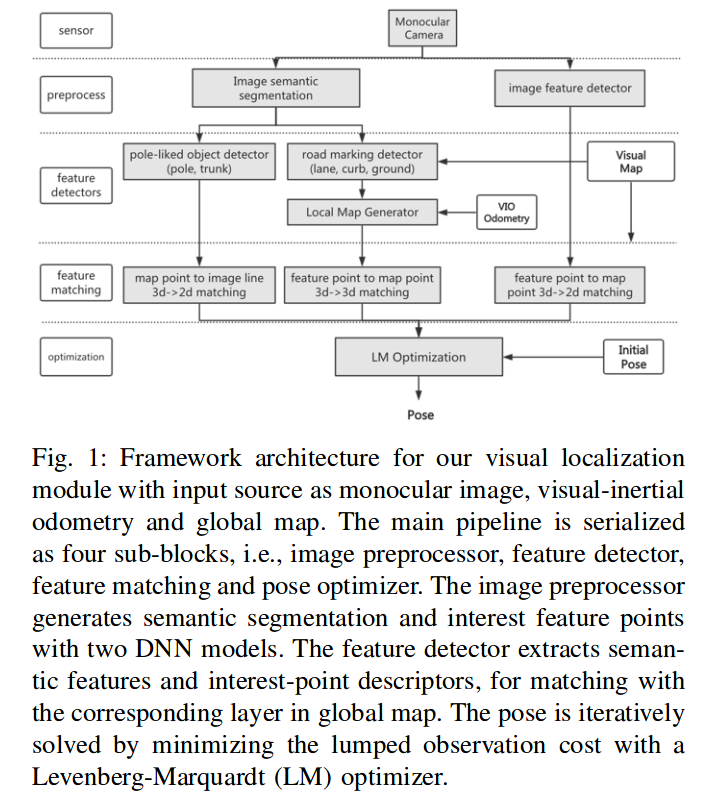 sensor
Monocular
Camera
preprocess
Image semantic
segmentation
image feature detector
feature
detectors
pole-liked object detector
(pole, trunk)
road marking detector
(lane, curb, ground)
Visual
Map
Local Map Generator
VIO
Odometry
feature
matching
map point to image line
3d->2d matching
feature point to map point
3d->3d matching
feature point to map
point 3d->2d matching
optimization
LM Optimization
Initial
Pose
Pose
Fig. 1: Framework architecture for our visual localization
module with input source as monocular image, visual-inertial
odometry and global map. The main pipeline is serialized
as four sub-blocks, i.e., image preprocessor, feature detector,
feature matching and pose optimizer. The image preprocessor
generates semantic segmentation and interest feature points
with two DNN models. The feature detector extracts seman-
tic features and interest-point descriptors, for matching with
the corresponding layer in global map. The pose is iteratively
solved by minimizing the lumped observation cost with a
Levenberg-Marquardt (LM) optimizer.